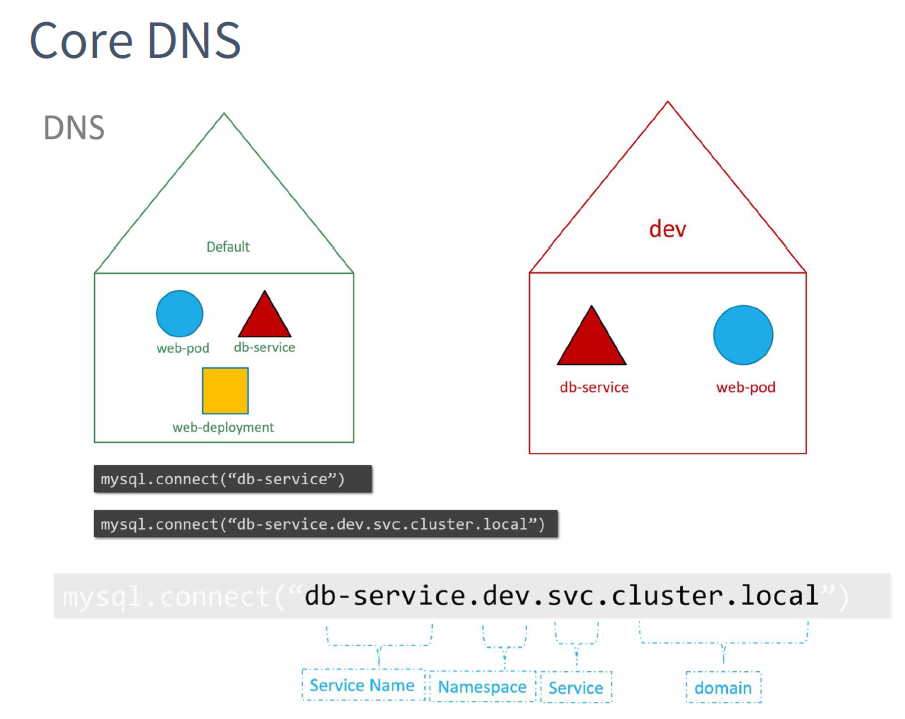 Core DNS
DNS
Default
dev
web-pod
db-service
web-deployment
db-service
web-pod
mysql.connect(“db-service”)
mysql.connect(“db-service.dev.svc.cluster.local”)
mysql.connect(“db-service.dev.svc.cluster.local”)
Service Name
Namespace
Service
domain